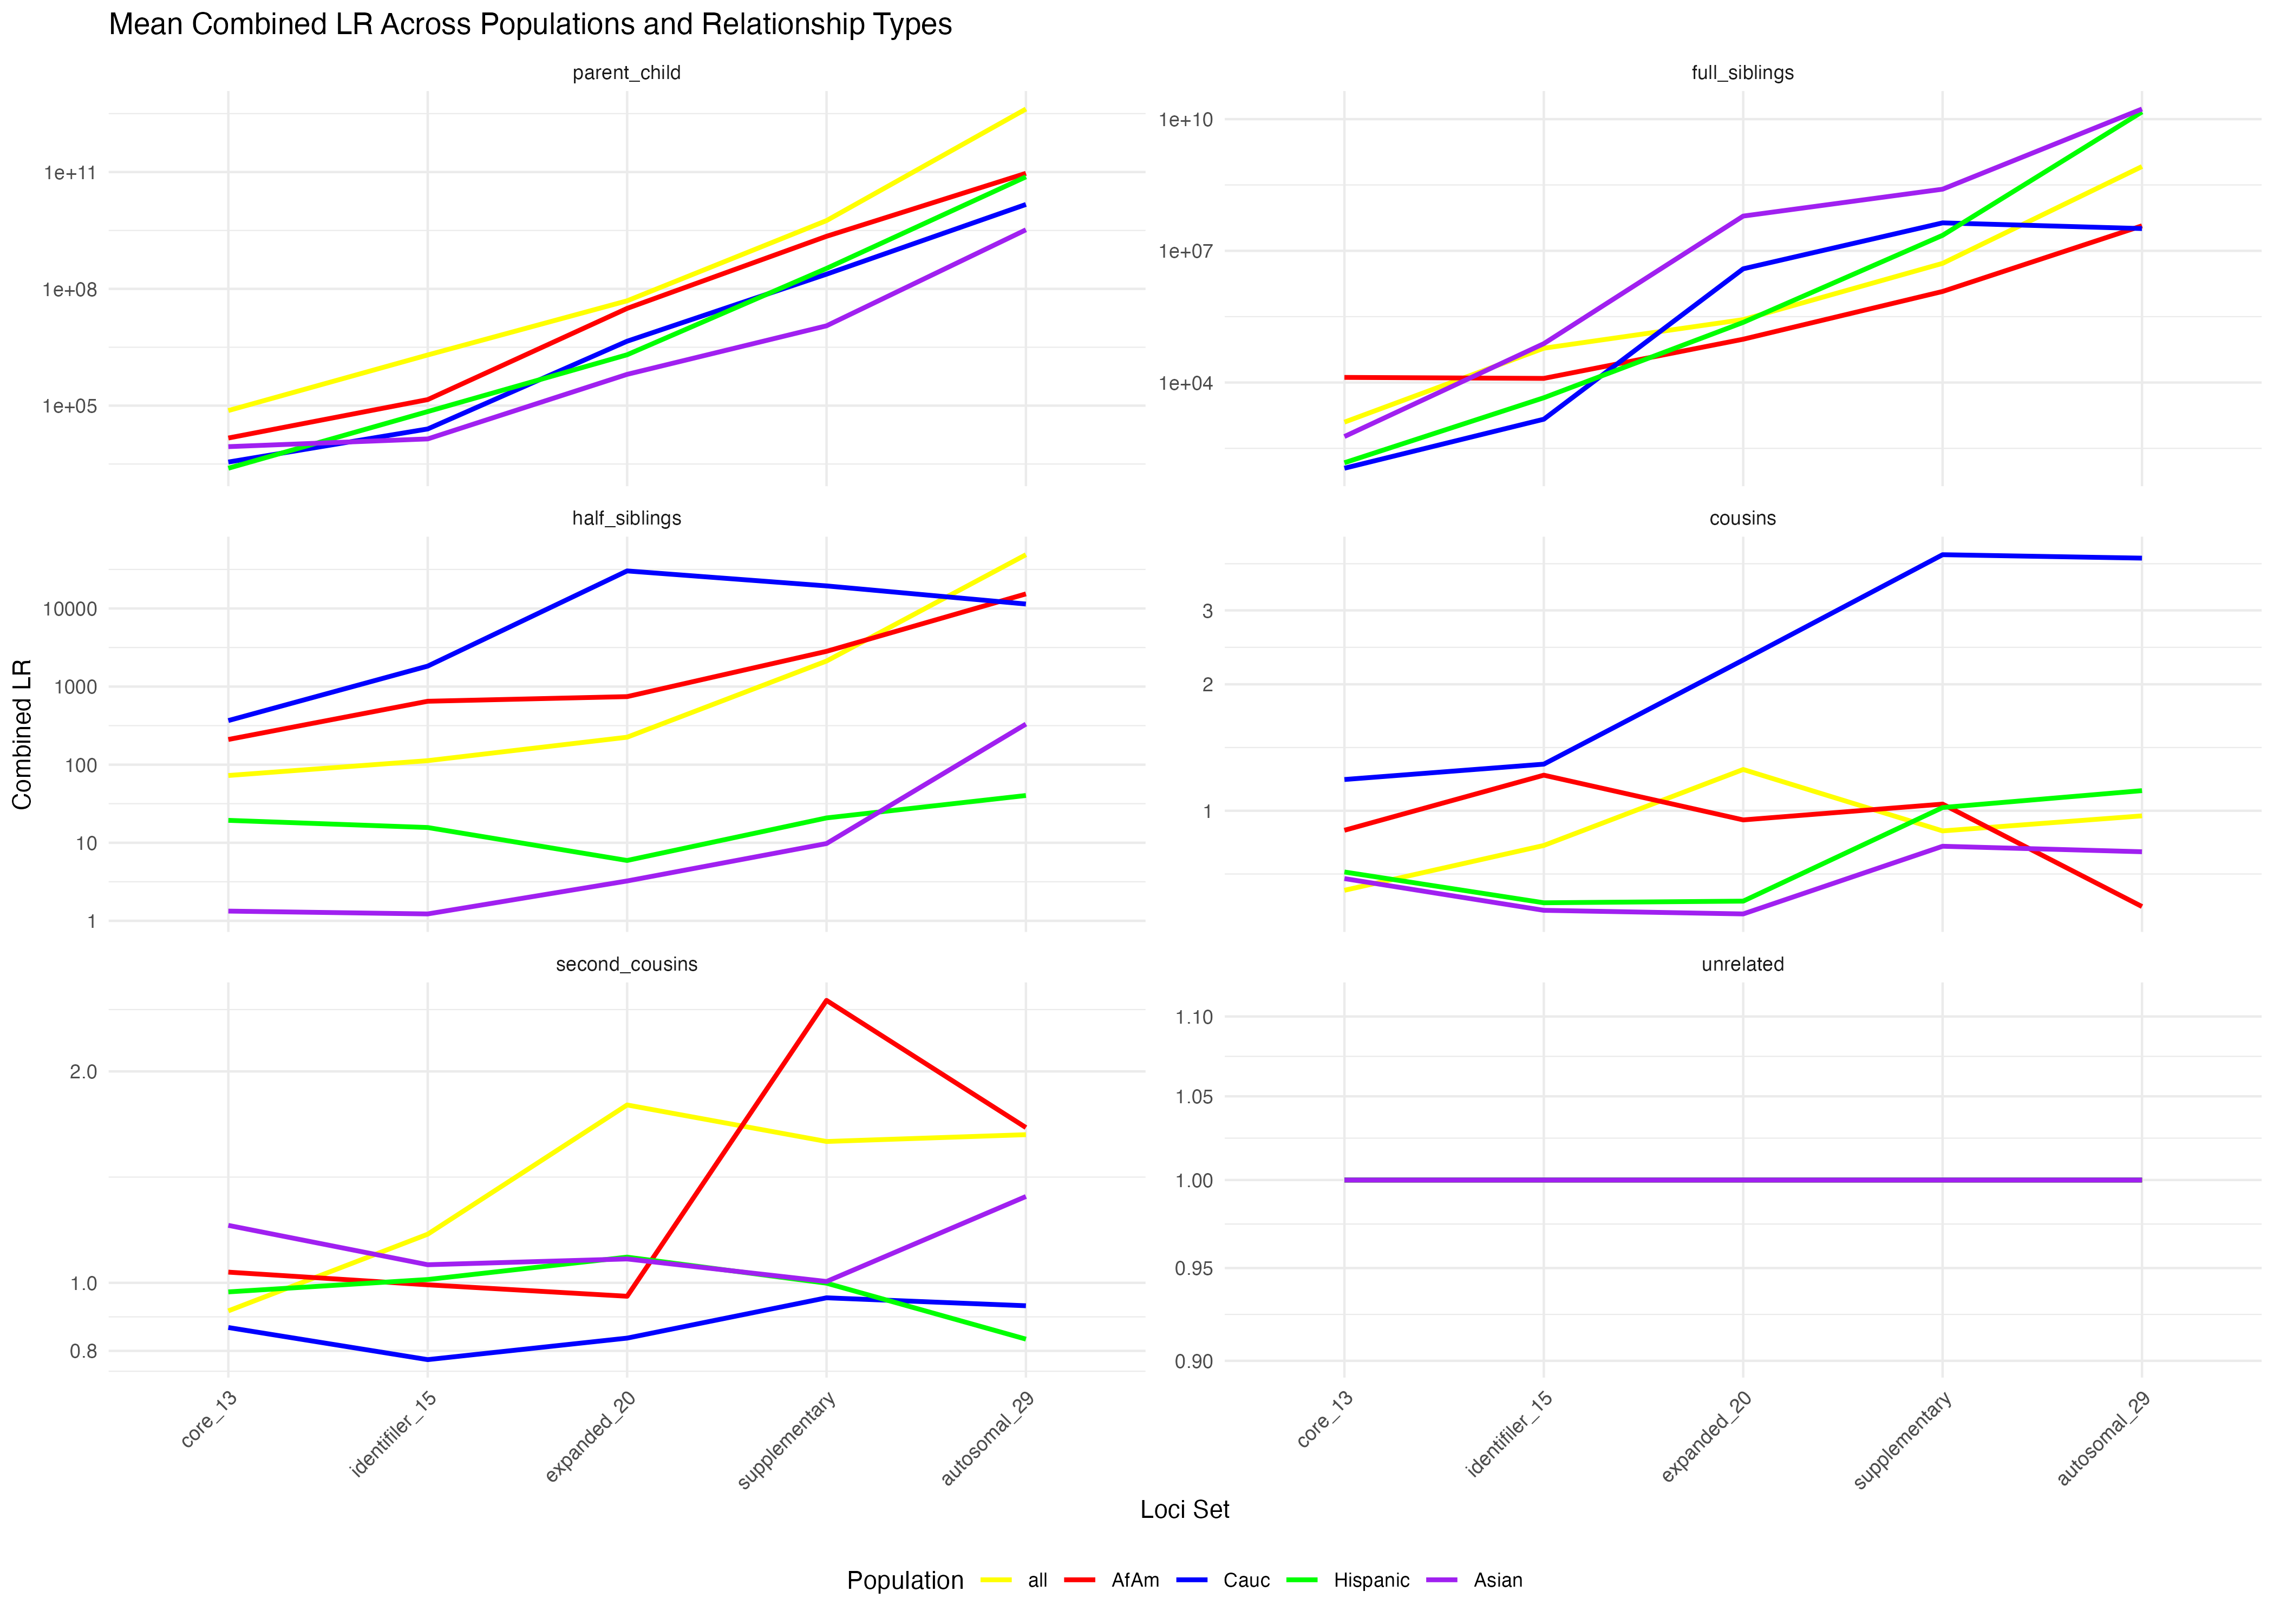 Mean Combined LR Across Populations and Relationship Types
parent_child
1e+11
1e+08
1e+05
full_siblings
1e+10
1e+07
1e+04
half_siblings
10000
1000
100
10
1
cousins
3
2
1
second_cousins
2.0
1.0
0.8
unrelated
1.10
1.05
1.00
0.95
0.90
Combined LR
core_13
identifiler_15
expanded_20
supplementary
autosomal_29
core_13
identifiler_15
expanded_20
supplementary
autosomal_29
Loci Set
Population all AfAm Cauc Hispanic Asian